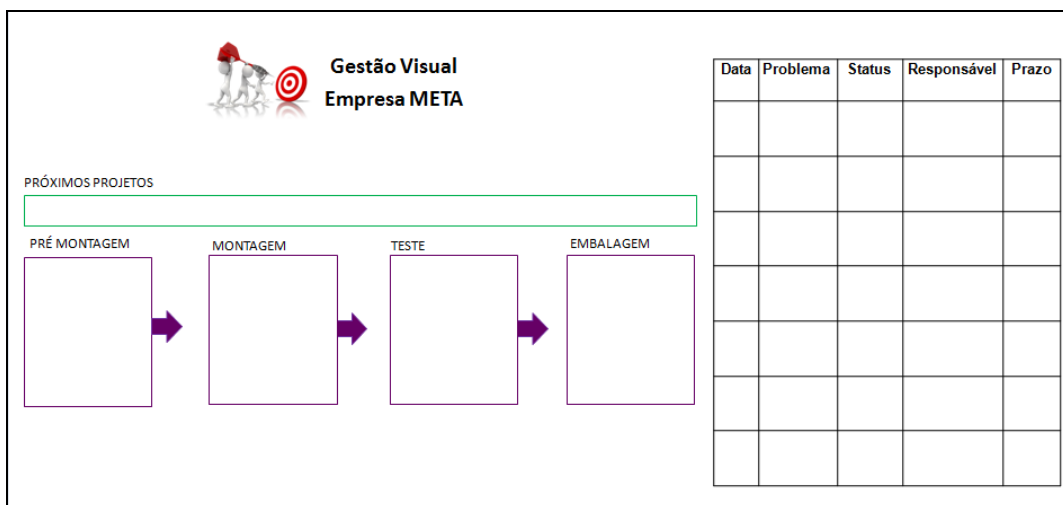 Gestão Visual
Empresa META
PRÓXIMOS PROJETOS
PRÉ MONTAGEM
MONTAGEM
TESTE
EMBALAGEM
Data Problema Status Responsável Prazo